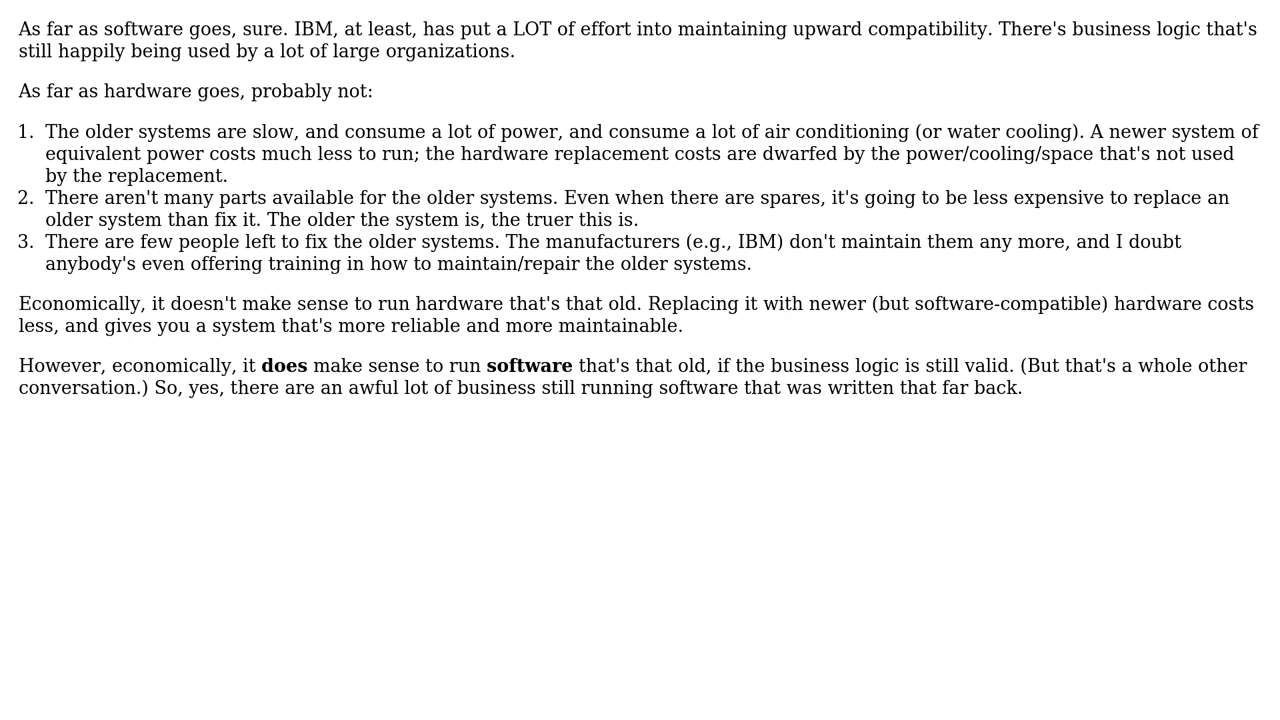 As far as software goes, sure. IBM, at least, has put a LOT of effort into maintaining upward compatibility. There's business logic that's
still happily being used by a lot of large organizations.
As far as hardware goes, probably not:
1. The older systems are slow, and consume a lot of power, and consume a lot of air conditioning (or water cooling). A newer system of
equivalent power costs much less to run; the hardware replacement costs are dwarfed by the power/cooling/space that's not used
by the replacement.
2. There aren't many parts available for the older systems. Even when there are spares, it's going to be less expensive to replace an
older system than fix it. The older the system is, the truer this is.
3. There are few people left to fix the older systems. The manufacturers (e.g., IBM) don't maintain them any more, and I doubt
anybody's even offering training in how to maintain/repair the older systems.
Economically, it doesn't make sense to run hardware that's that old. Replacing it with newer (but software-compatible) hardware costs
less, and gives you a system that's more reliable and more maintainable.
However, economically, it does make sense to run software that's that old, if the business logic is still valid. (But that's a whole other
conversation.) So, yes, there are an awful lot of business still running software that was written that far back.